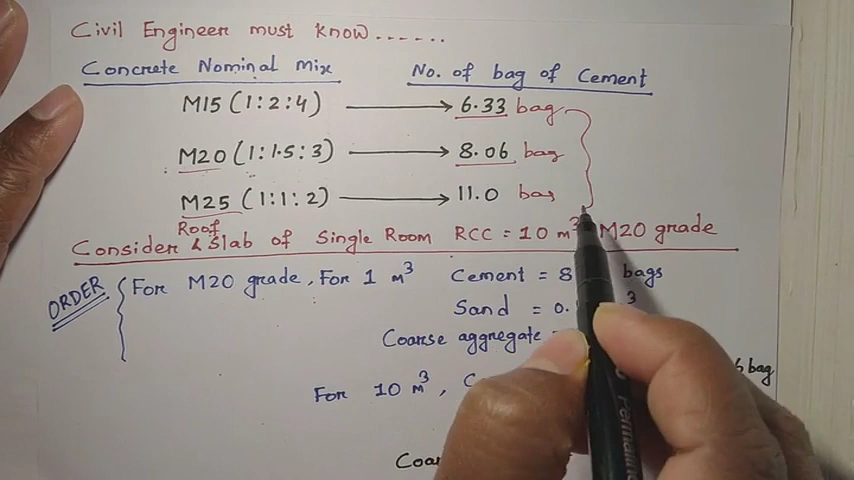 Civil Engineer must know......
Concrete Nominal Mix No. of bag of Cement
M15 (1:2:4) → 6.33 bag
M20 (1:1.5:3) → 8.06 bag
M25 (1:1:2) → 11.0 bag
Roof
Consider & Slab of Single Room RCC = 10 m³ M20 grade
ORDER
For M20 grade, For 1 m³ Cement = 8 bags
Sand = 0. ³
Coarse aggregate =
For 10 m³, bag